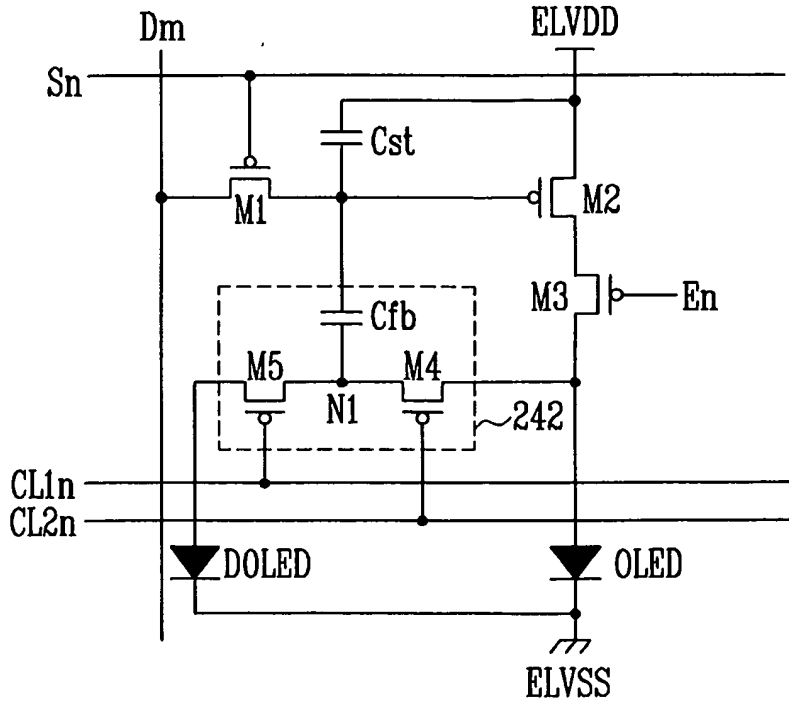 Dm
ELVDD
Sn
Cst
M1
M2
M3
En
Cfb
M5
M4
N1
242
CL1n
CL2n
DOLED
OLED
ELVSS